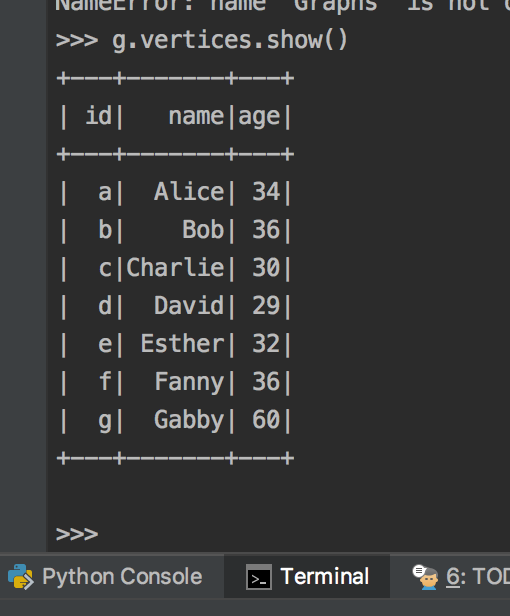 NameError: name 'Graphs' is not
>>> g.vertices.show()
+---+-------+---+
| id|   name|age|
+---+-------+---+
|  a|  Alice| 34|
|  b|    Bob| 36|
|  c|Charlie| 30|
|  d|  David| 29|
|  e| Esther| 32|
|  f|  Fanny| 36|
|  g|  Gabby| 60|
+---+-------+---+
>>>
Python Console Terminal 6: TOD